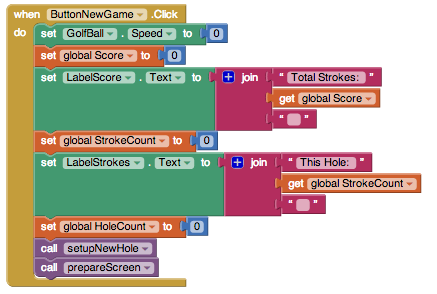 when ButtonNewGame .Click
do set GolfBall . Speed to 0
set global Score to 0
set LabelScore . Text to join " Total Strokes: "
get global Score
" "
set global StrokeCount to 0
set LabelStrokes . Text to join " This Hole: "
get global StrokeCount
" "
set global HoleCount to 0
call setupNewHole
call prepareScreen